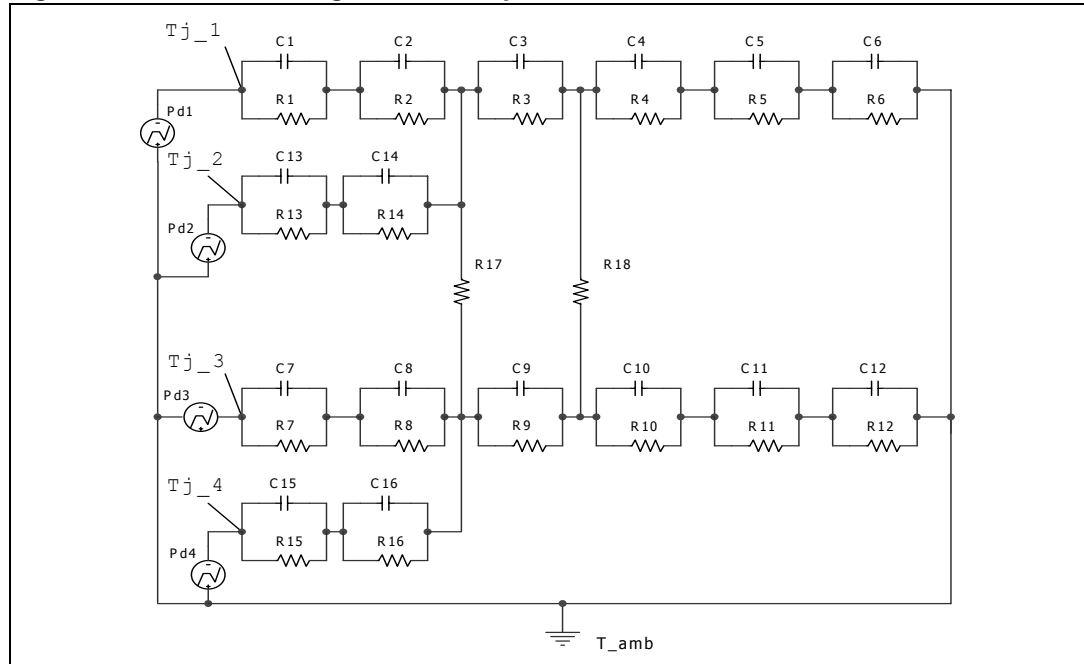 Tj_1
C1 C2 C3 C4 C5 C6
R1 R2 R3 R4 R5 R6
Pd1
Tj_2
C13 C14
R13 R14
Pd2
R17 R18
Tj_3
C7 C8 C9 C10 C11 C12
Pd3
R7 R8 R9 R10 R11 R12
Tj_4
C15 C16
R15 R16
Pd4
T_amb